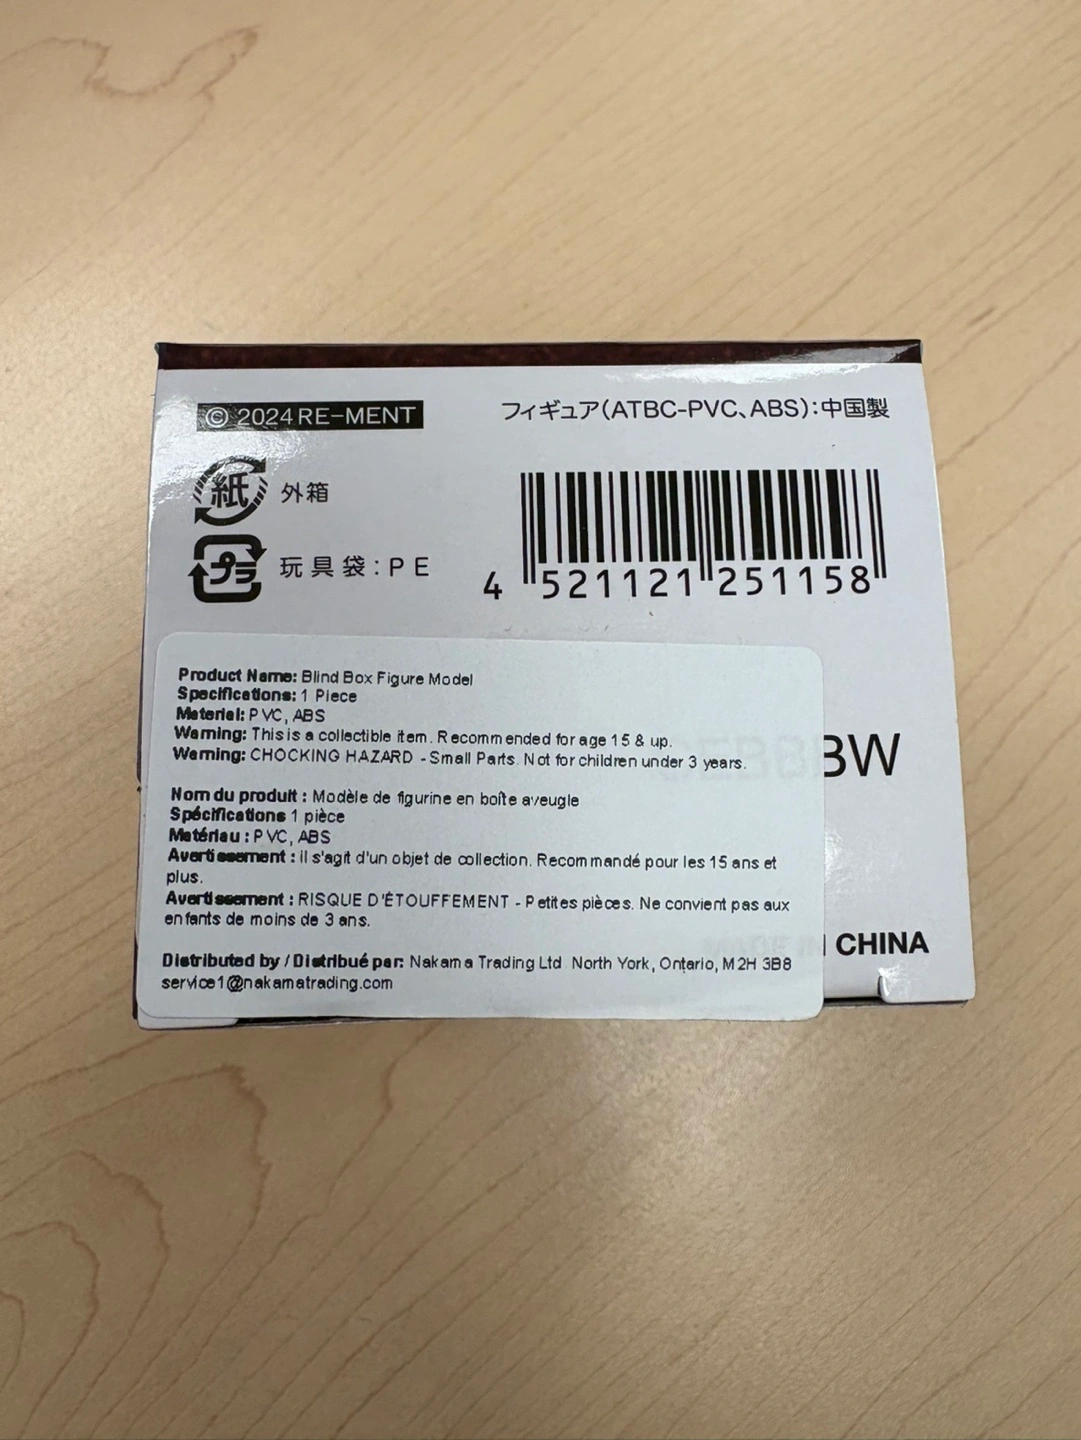 © 2024 RE-MENT
フィギュア(ATBC-PVC、ABS):中国製
紙 外箱
プラ 玩具袋:PE
4 521121 251158
Product Name: Blind Box Figure Model
Specifications: 1 Piece
Material: PVC, ABS
Warning: This is a collectible item. Recommended for age 15 & up.
Warning: CHOCKING HAZARD - Small Parts. Not for children under 3 years.
Nom du produit : Modèle de figurine en boîte aveugle
Spécifications 1 pièce
Matériau : PVC, ABS
Avertissement : il s'agit d'un objet de collection. Recommandé pour les 15 ans et
plus.
Avertissement : RISQUE D'ÉTOUFFEMENT - Petites pièces. Ne convient pas aux
enfants de moins de 3 ans.
Distributed by / Distribué par: Nakama Trading Ltd North York, Ontario, M2H 3B8
service1@nakamatrading.com
BW
CHINA